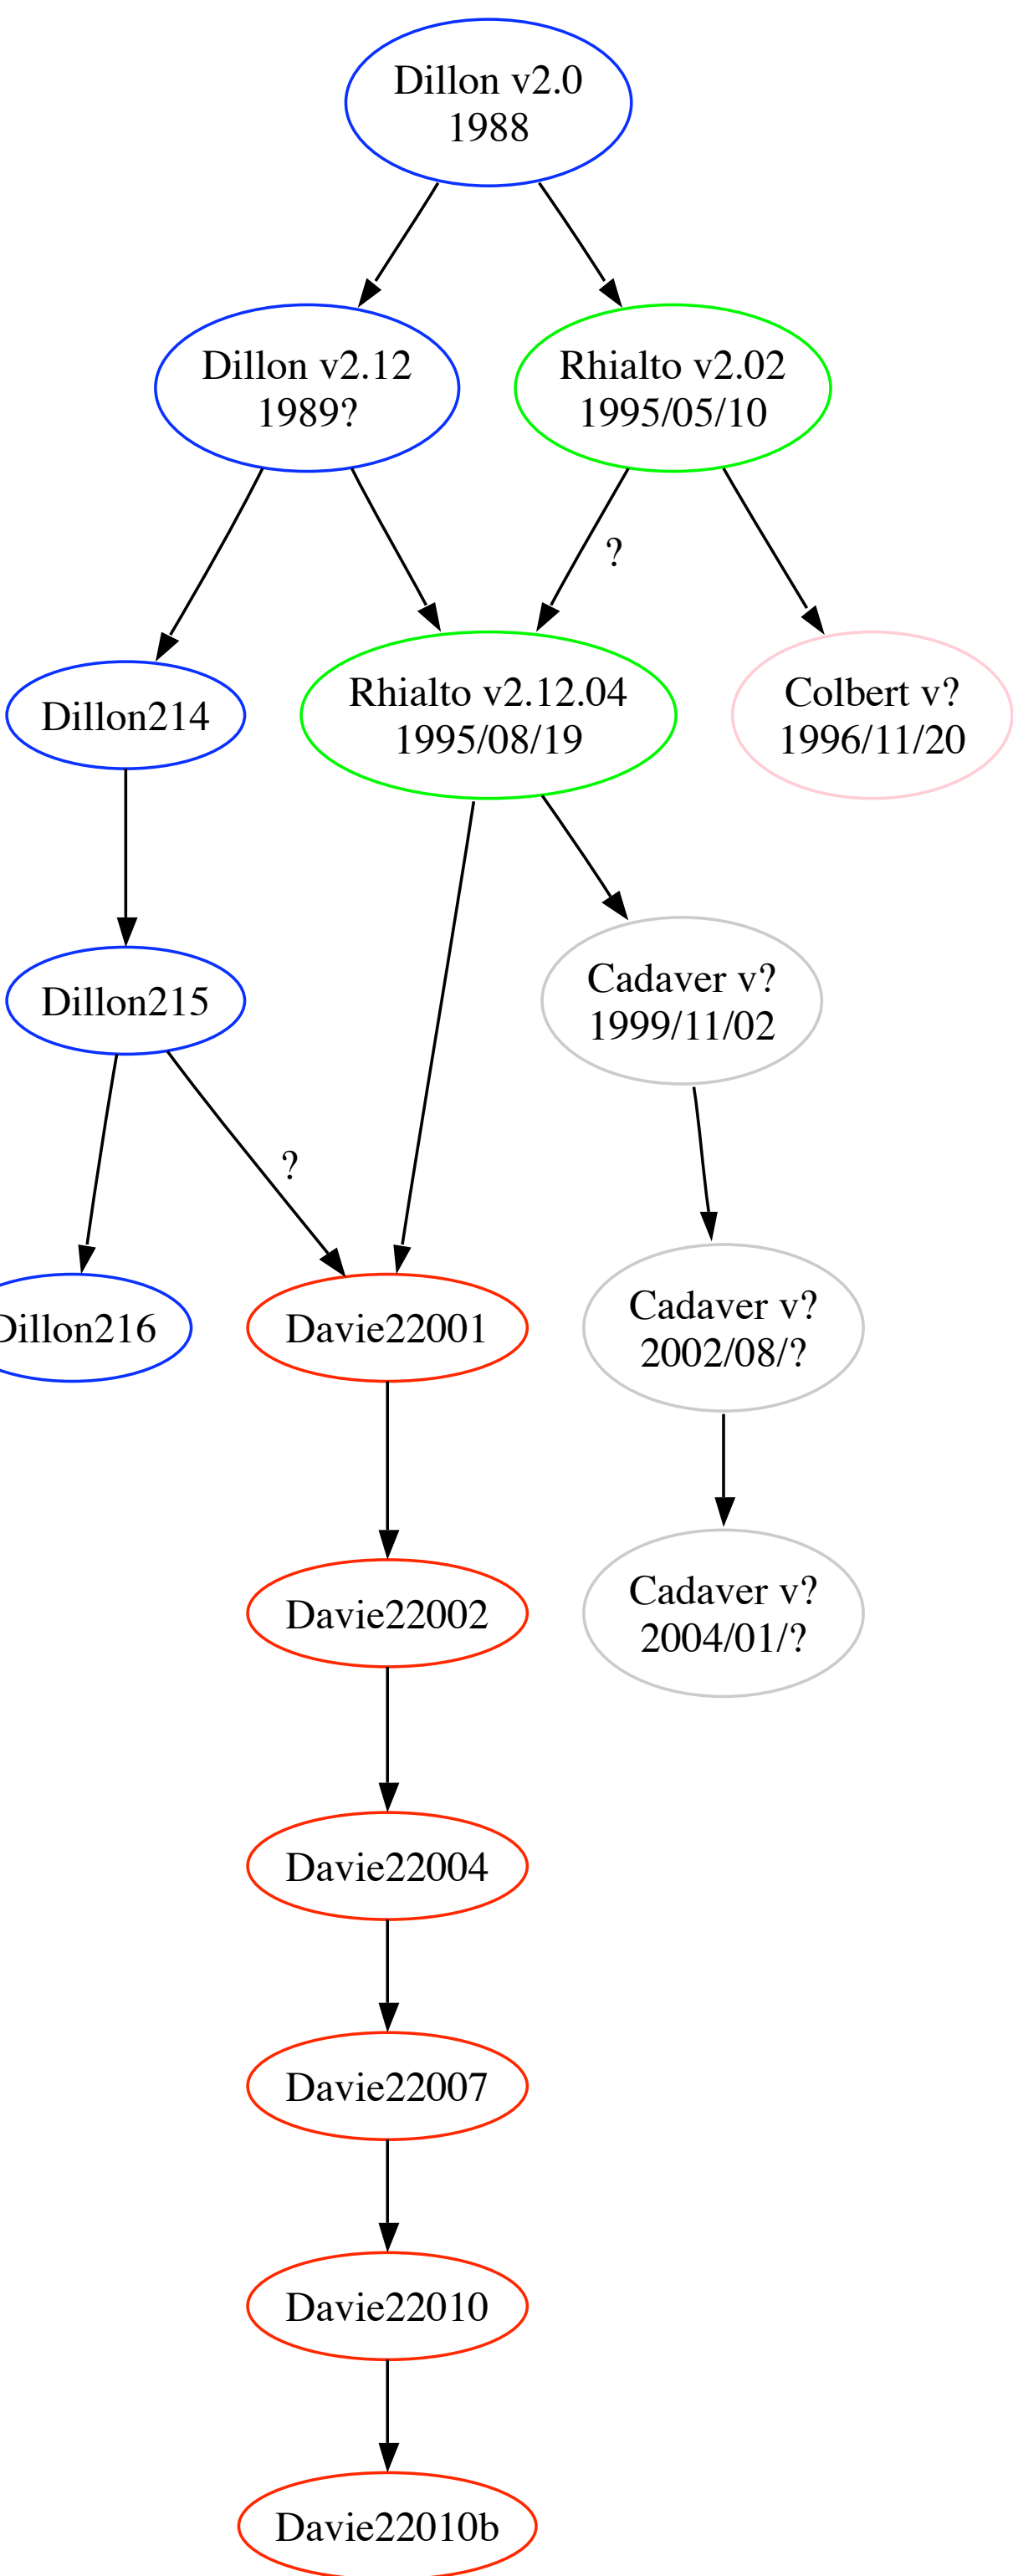 Dillon v2.0
1988
Dillon v2.12
1989?
Rhialto v2.02
1995/05/10
?
Dillon214
Rhialto v2.12.04
1995/08/19
Colbert v?
1996/11/20
Dillon215
Cadaver v?
1999/11/02
?
Dillon216
Davie22001
Cadaver v?
2002/08/?
Davie22002
Cadaver v?
2004/01/?
Davie22004
Davie22007
Davie22010
Davie22010b